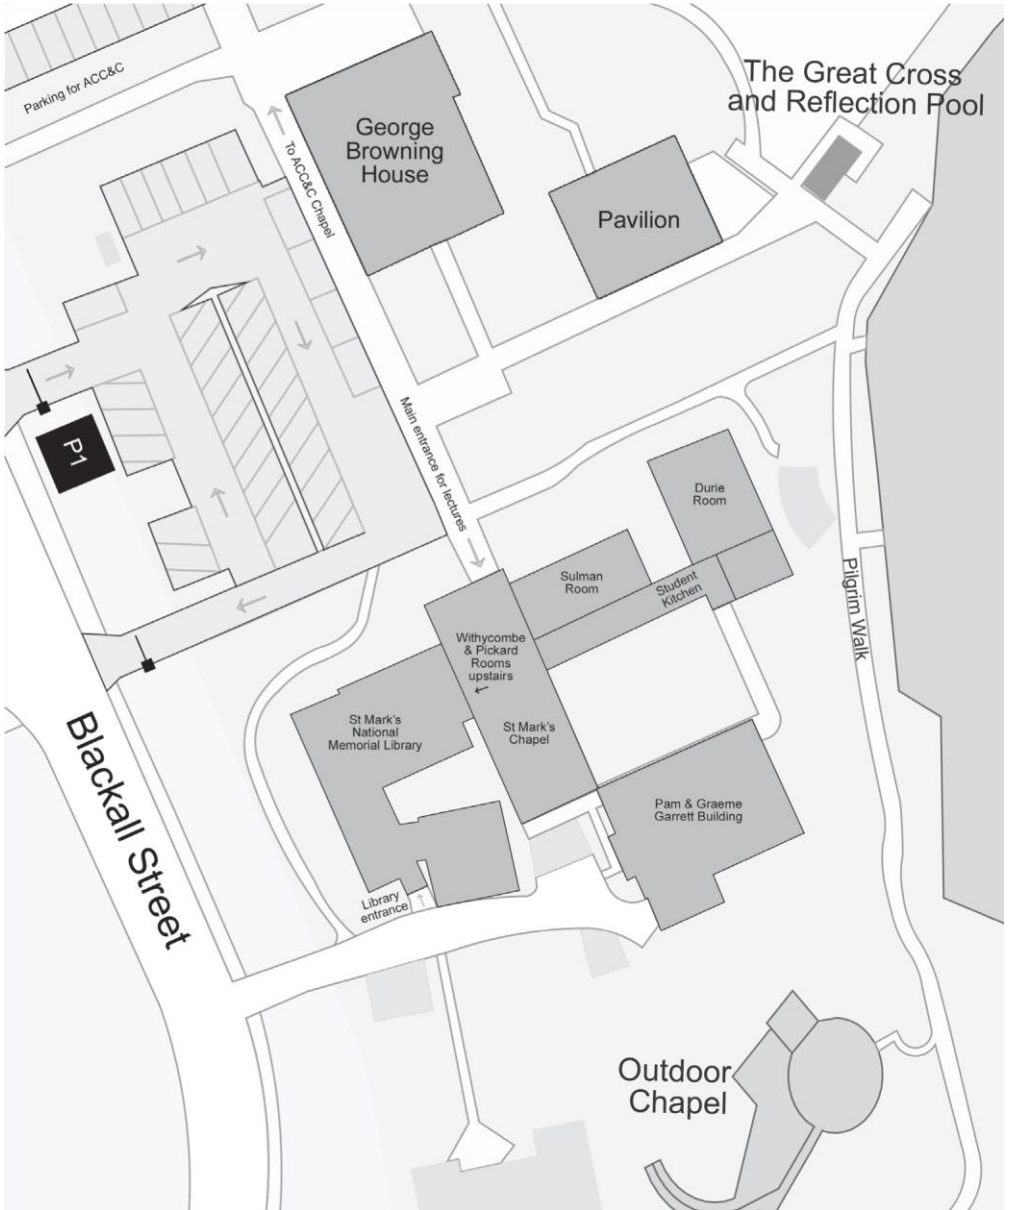 Parking for ACC&C
The Great Cross
and Reflection Pool
George
Browning
House
To ACC&C Chapel
Pavilion
P1
Main entrance for lectures
Durie
Room
Sulman
Room
Student
Kitchen
Pilgrim Walk
Withycombe
& Pickard
Rooms
upstairs
St Mark's
National
Memorial Library
St Mark's
Chapel
Blackall Street
Pam & Graeme
Garrett Building
Library
entrance
Outdoor
Chapel